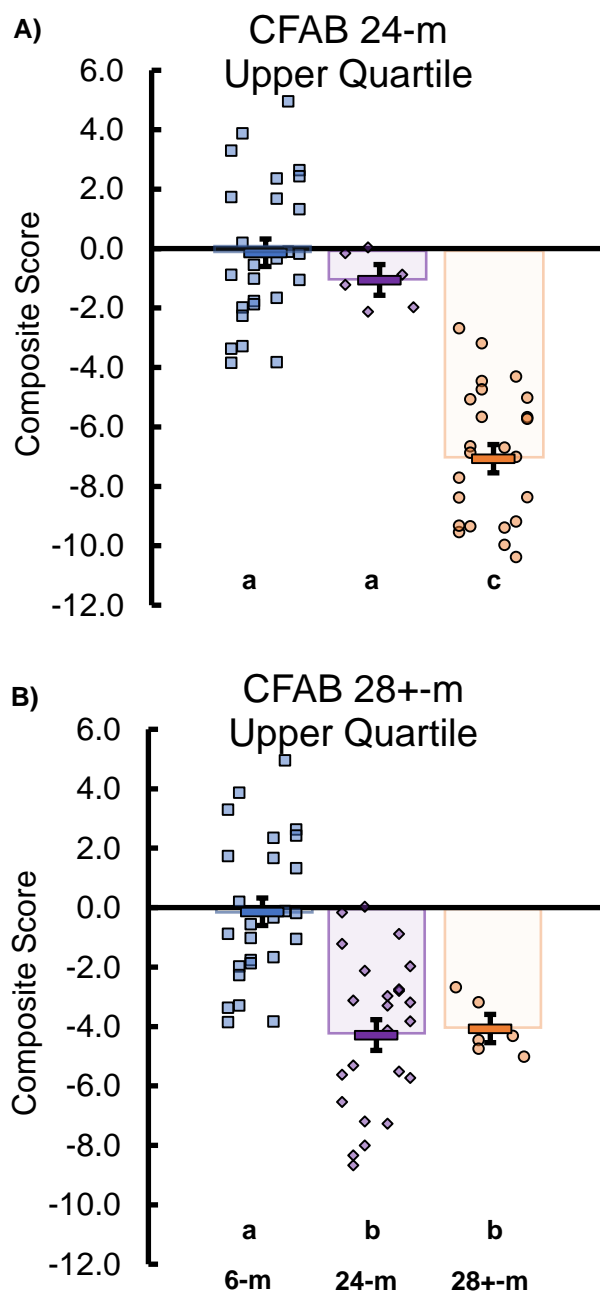 A)
CFAB 24-m
Upper Quartile
Composite Score
6.0
4.0
2.0
0.0
-2.0
-4.0
-6.0
-8.0
-10.0
-12.0
a a c
B)
CFAB 28+-m
Upper Quartile
Composite Score
6.0
4.0
2.0
0.0
-2.0
-4.0
-6.0
-8.0
-10.0
-12.0
a b b
6-m 24-m 28+-m